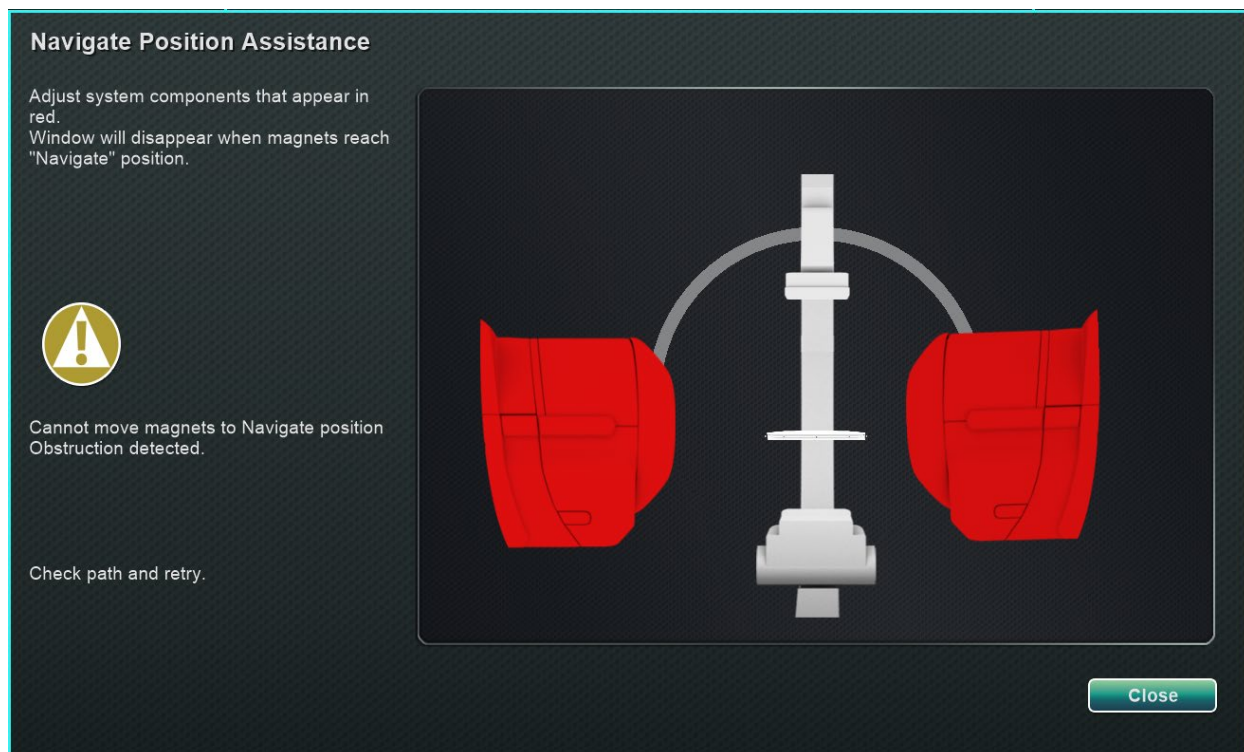 Navigate Position Assistance
Adjust system components that appear in
red.
Window will disappear when magnets reach
"Navigate" position.
Cannot move magnets to Navigate position
Obstruction detected.
Check path and retry.
Close